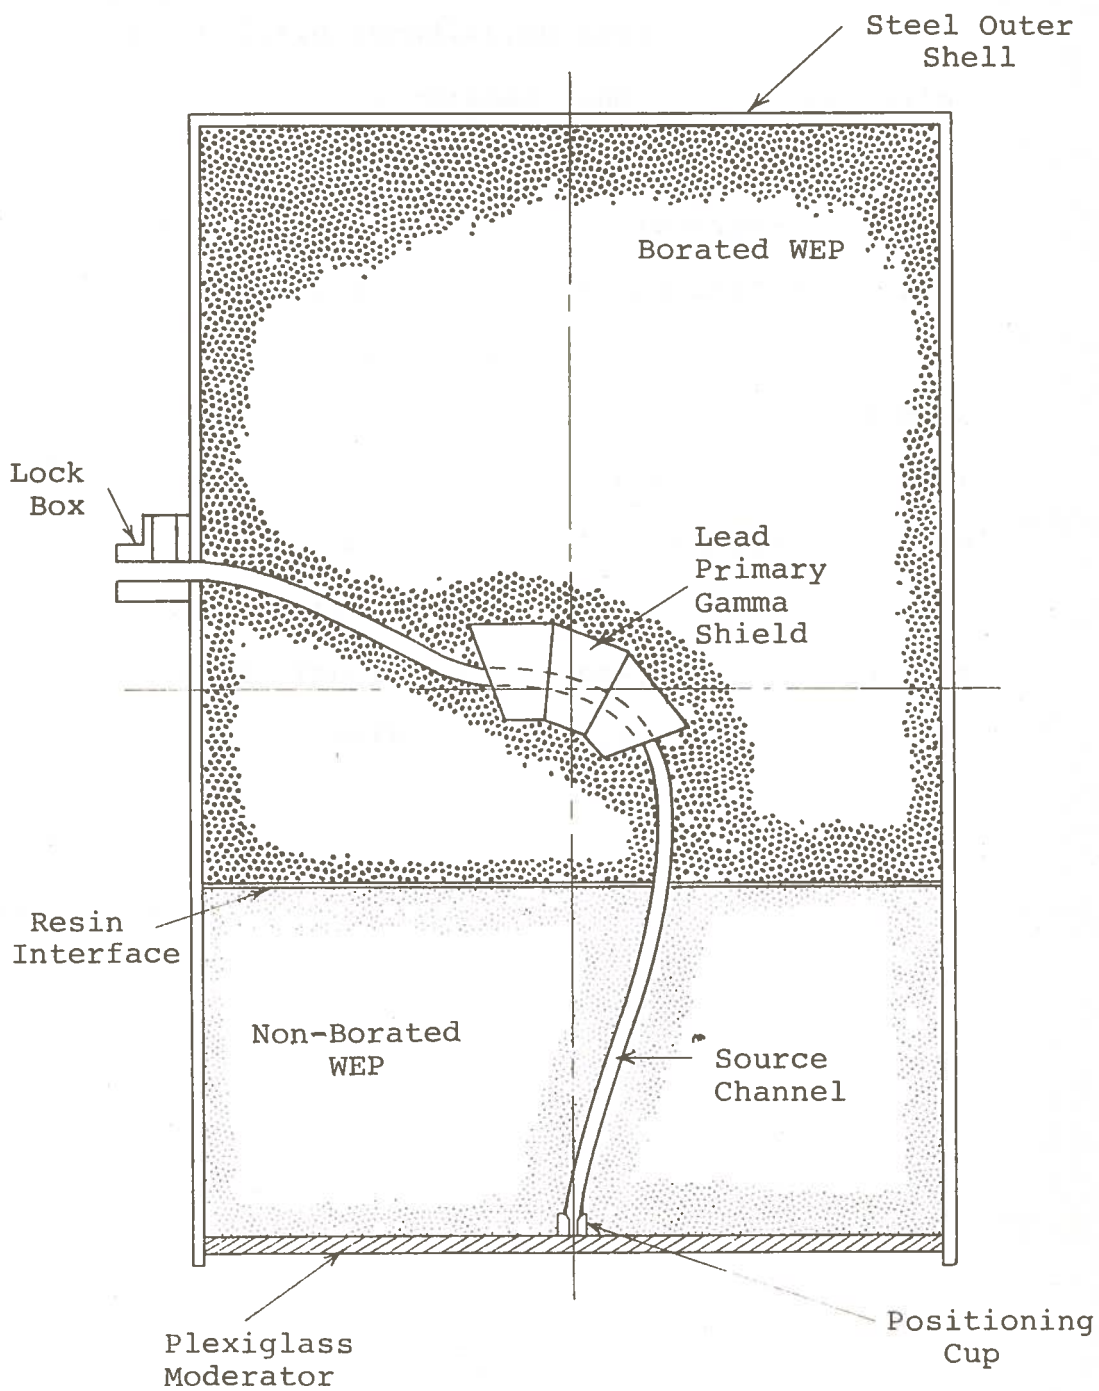 Steel Outer
Shell
Borated WEP
Lock
Box
Lead
Primary
Gamma
Shield
Resin
Interface
Non-Borated
WEP
Source
Channel
Positioning
Cup
Plexiglass
Moderator